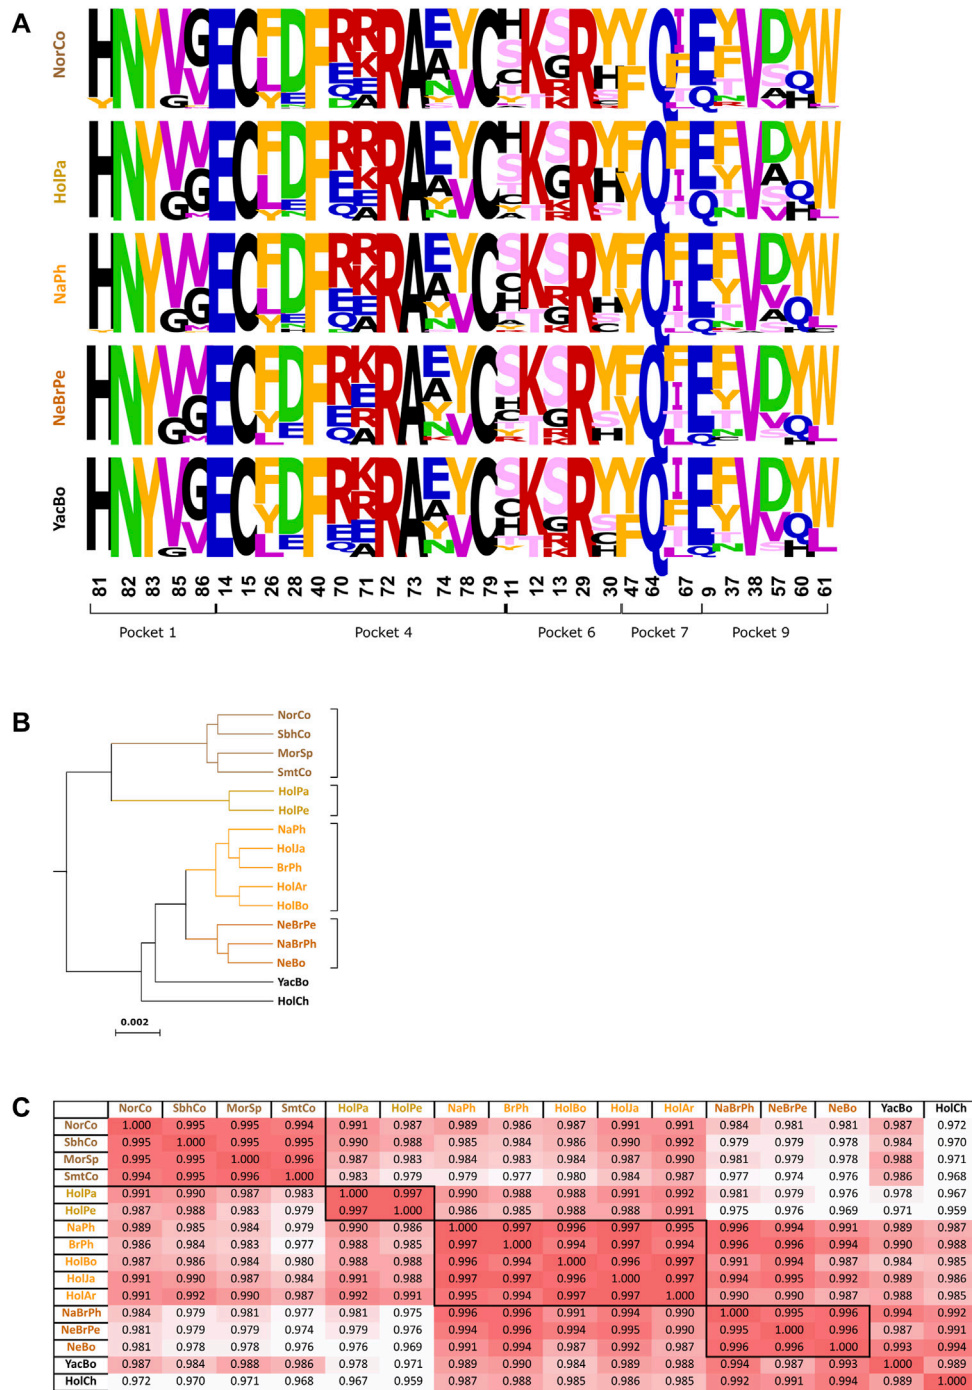 A
NorCo
HolPa
NaPh
NeBrPe
YacBo
81 82 83 85 86 14 15 26 28 40 70 71 72 73 74 78 79 11 12 13 29 30 47 64 67 9 37 38 57 60 61
Pocket 1 Pocket 4 Pocket 6 Pocket 7 Pocket 9
B
NorCo
SbhCo
MorSp
SmtCo
HolPa
HolPe
NaPh
HolJa
BrPh
HolAr
HolBo
NeBrPe
NaBrPh
NeBo
YacBo
HolCh
0.002
C
NorCo SbhCo MorSp SmtCo HolPa HolPe NaPh BrPh HolBo HolJa HolAr NaBrPh NeBrPe NeBo YacBo HolCh
NorCo 1.000 0.995 0.995 0.994 0.991 0.987 0.989 0.986 0.987 0.991 0.991 0.984 0.981 0.981 0.987 0.972
SbhCo 0.995 1.000 0.995 0.995 0.990 0.988 0.985 0.984 0.986 0.990 0.992 0.979 0.979 0.978 0.984 0.970
MorSp 0.995 0.995 1.000 0.996 0.987 0.983 0.984 0.983 0.984 0.987 0.990 0.981 0.979 0.978 0.988 0.971
SmtCo 0.994 0.995 0.996 1.000 0.983 0.979 0.979 0.977 0.980 0.984 0.987 0.977 0.974 0.976 0.986 0.968
HolPa 0.991 0.990 0.987 0.983 1.000 0.997 0.990 0.988 0.988 0.991 0.992 0.981 0.979 0.976 0.978 0.967
HolPe 0.987 0.988 0.983 0.979 0.997 1.000 0.986 0.985 0.988 0.988 0.991 0.975 0.976 0.969 0.971 0.959
NaPh 0.989 0.985 0.984 0.979 0.990 0.986 1.000 0.997 0.996 0.997 0.995 0.996 0.994 0.991 0.989 0.987
BrPh 0.986 0.984 0.983 0.977 0.988 0.985 0.997 1.000 0.994 0.997 0.994 0.996 0.996 0.994 0.990 0.988
HolBo 0.987 0.986 0.984 0.980 0.988 0.988 0.996 0.994 1.000 0.996 0.997 0.991 0.994 0.987 0.984 0.985
HolJa 0.991 0.990 0.987 0.984 0.991 0.988 0.997 0.997 0.996 1.000 0.997 0.994 0.995 0.992 0.989 0.986
HolAr 0.991 0.992 0.990 0.987 0.992 0.991 0.995 0.994 0.997 0.997 1.000 0.990 0.990 0.987 0.988 0.985
NaBrPh 0.984 0.979 0.981 0.977 0.981 0.975 0.996 0.996 0.991 0.994 0.990 1.000 0.995 0.996 0.994 0.992
NeBrPe 0.981 0.979 0.979 0.974 0.979 0.976 0.994 0.996 0.994 0.995 0.990 0.995 1.000 0.996 0.987 0.991
NeBo 0.981 0.978 0.978 0.976 0.976 0.969 0.991 0.994 0.987 0.992 0.987 0.996 0.996 1.000 0.993 0.994
YacBo 0.987 0.984 0.988 0.986 0.978 0.971 0.989 0.990 0.984 0.989 0.988 0.994 0.987 0.993 1.000 0.989
HolCh 0.972 0.970 0.971 0.968 0.967 0.959 0.987 0.988 0.985 0.986 0.985 0.992 0.991 0.994 0.989 1.000